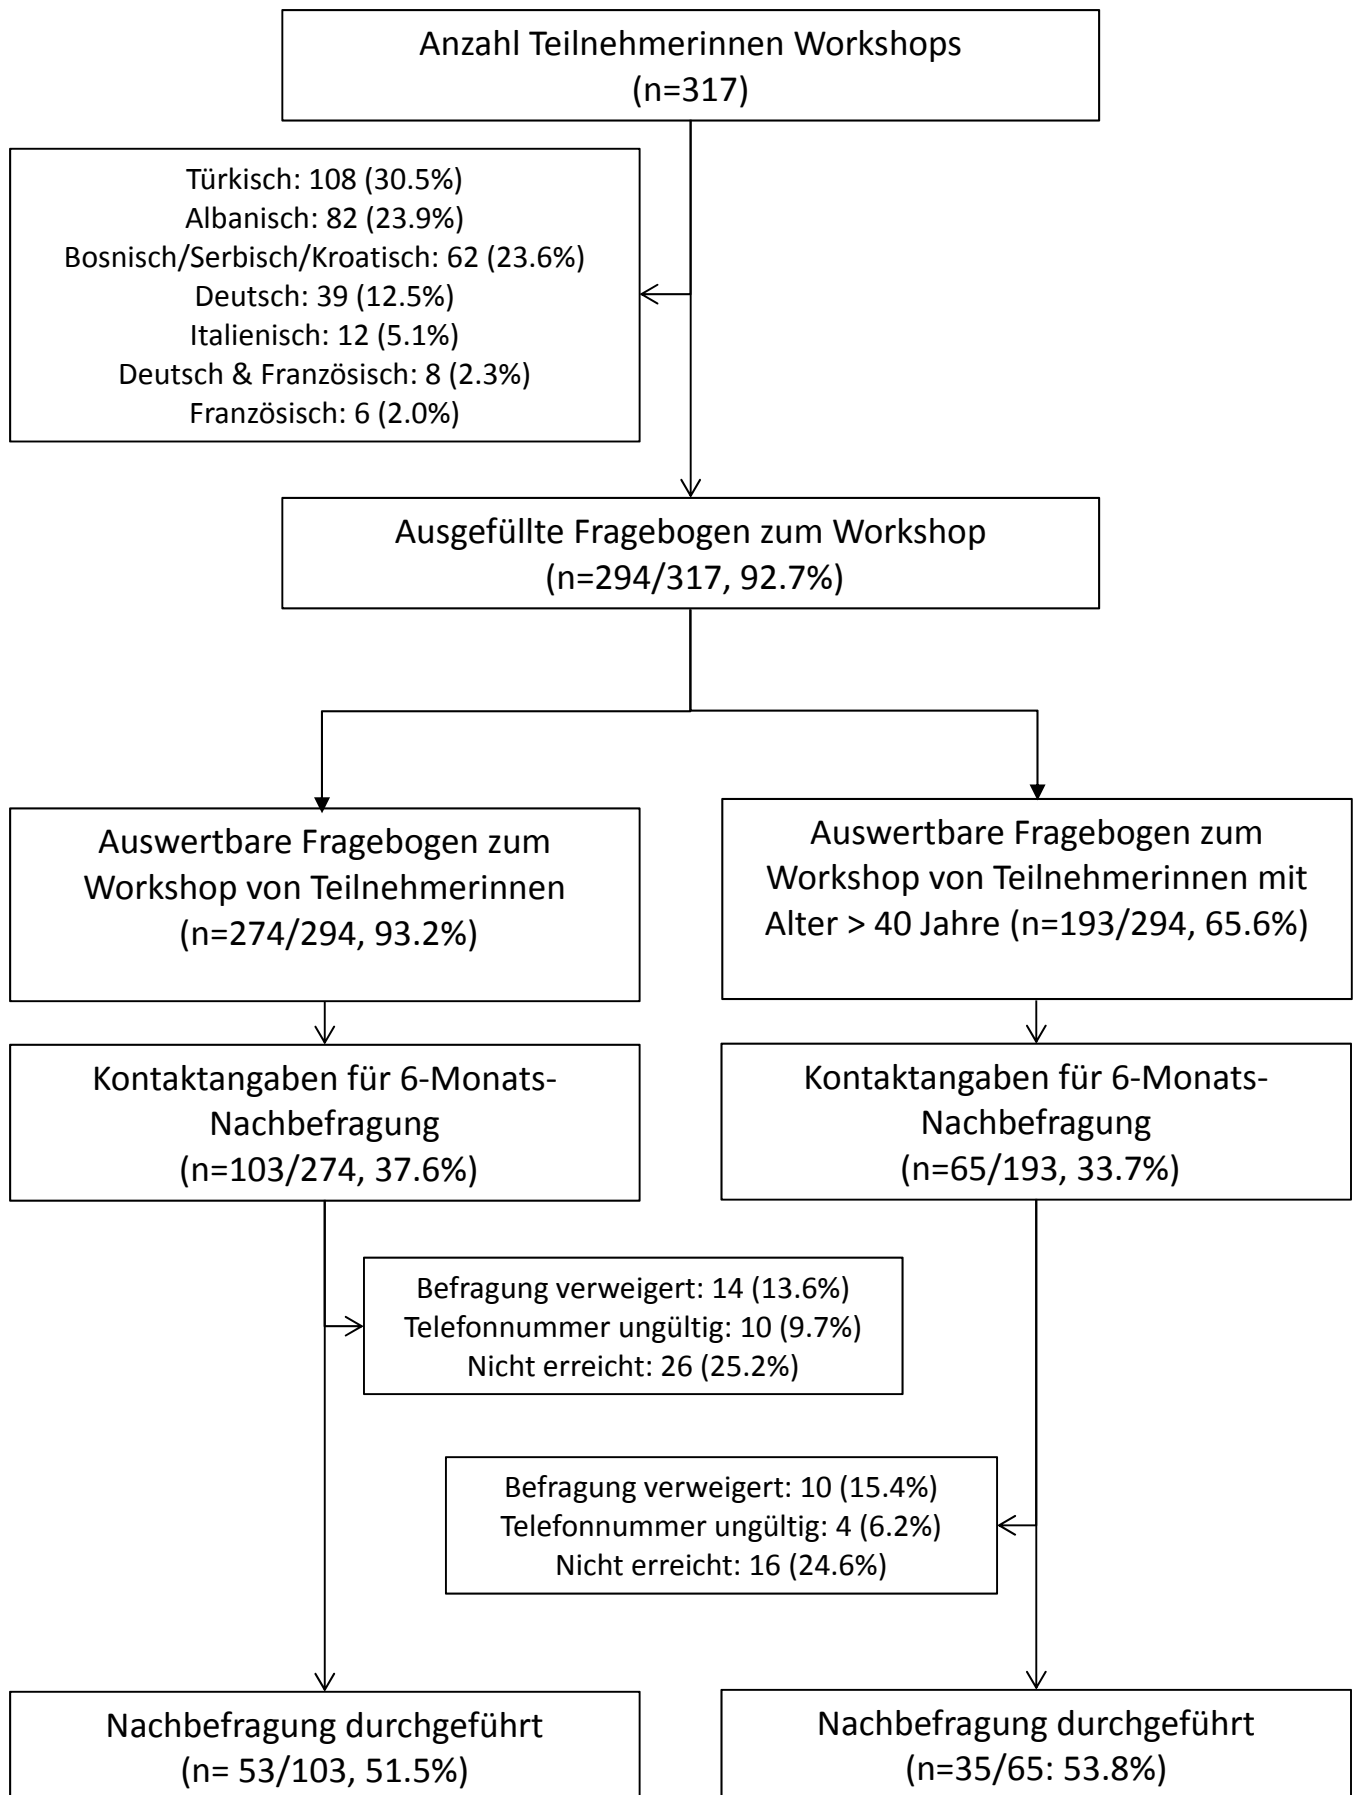 Anzahl Teilnehmerinnen Workshops
(n=317)
Türkisch: 108 (30.5%)
Albanisch: 82 (23.9%)
Bosnisch/Serbisch/Kroatisch: 62 (23.6%)
Deutsch: 39 (12.5%)
Italienisch: 12 (5.1%)
Deutsch & Französisch: 8 (2.3%)
Französisch: 6 (2.0%)
Ausgefüllte Fragebogen zum Workshop
(n=294/317, 92.7%)
Auswertbare Fragebogen zum
Workshop von Teilnehmerinnen
(n=274/294, 93.2%)
Auswertbare Fragebogen zum
Workshop von Teilnehmerinnen mit
Alter > 40 Jahre (n=193/294, 65.6%)
Kontaktangaben für 6-Monats-
Nachbefragung
(n=103/274, 37.6%)
Kontaktangaben für 6-Monats-
Nachbefragung
(n=65/193, 33.7%)
Befragung verweigert: 14 (13.6%)
Telefonnummer ungültig: 10 (9.7%)
Nicht erreicht: 26 (25.2%)
Befragung verweigert: 10 (15.4%)
Telefonnummer ungültig: 4 (6.2%)
Nicht erreicht: 16 (24.6%)
Nachbefragung durchgeführt
(n= 53/103, 51.5%)
Nachbefragung durchgeführt
(n=35/65: 53.8%)